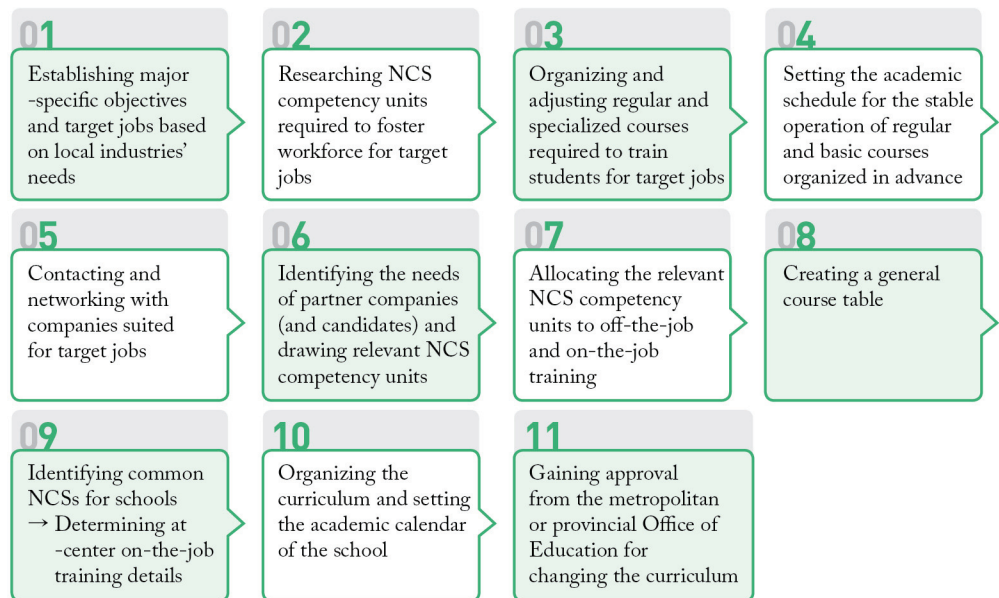 01
Establishing major
-specific objectives
and target jobs based
on local industries'
needs
02
Researching NCS
competency units
required to foster
workforce for target
jobs
03
Organizing and
adjusting regular and
specialized courses
required to train
students for target jobs
04
Setting the academic
schedule for the stable
operation of regular
and basic courses
organized in advance
05
Contacting and
networking with
companies suited
for target jobs
06
Identifying the needs
of partner companies
(and candidates) and
drawing relevant NCS
competency units
07
Allocating the relevant
NCS competency
units to off-the-job
and on-the-job
training
08
Creating a general
course table
09
Identifying common
NCSs for schools
→ Determining at
-center on-the-job
training details
10
Organizing the
curriculum and setting
the academic calendar
of the school
11
Gaining approval
from the metropolitan
or provincial Office of
Education for
changing the curriculum